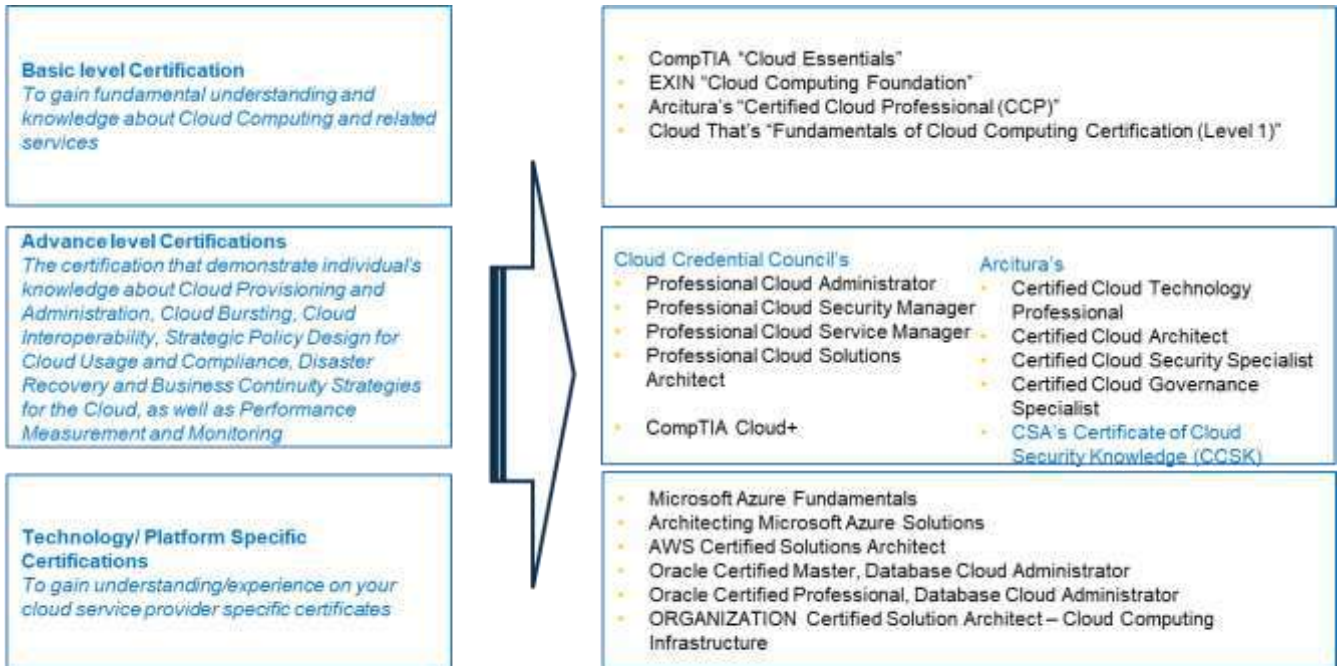 Basic level Certification
To gain fundamental understanding and
knowledge about Cloud Computing and related
services
CompTIA "Cloud Essentials"
EXIN "Cloud Computing Foundation"
Arcitura's "Certified Cloud Professional (CCP)"
Cloud That's "Fundamentals of Cloud Computing Certification (Level 1)"
Advance level Certifications
The certification that demonstrate individual's
knowledge about Cloud Provisioning and
Administration, Cloud Bursting, Cloud
Interoperability, Strategic Policy Design for
Cloud Usage and Compliance, Disaster
Recovery and Business Continuity Strategies
for the Cloud, as well as Performance
Measurement and Monitoring
Cloud Credential Council's
Professional Cloud Administrator
Professional Cloud Security Manager
Professional Cloud Service Manager
Professional Cloud Solutions
Architect
CompTIA Cloud+
Arcitura's
Certified Cloud Technology
Professional
Certified Cloud Architect
Certified Cloud Security Specialist
Certified Cloud Governance
Specialist
CSA's Certificate of Cloud
Security Knowledge (CCSK)
Technology/ Platform Specific
Certifications
To gain understanding/experience on your
cloud service provider specific certificates
Microsoft Azure Fundamentals
Architecting Microsoft Azure Solutions
AWS Certified Solutions Architect
Oracle Certified Master, Database Cloud Administrator
Oracle Certified Professional, Database Cloud Administrator
ORGANIZATION Certified Solution Architect – Cloud Computing
Infrastructure